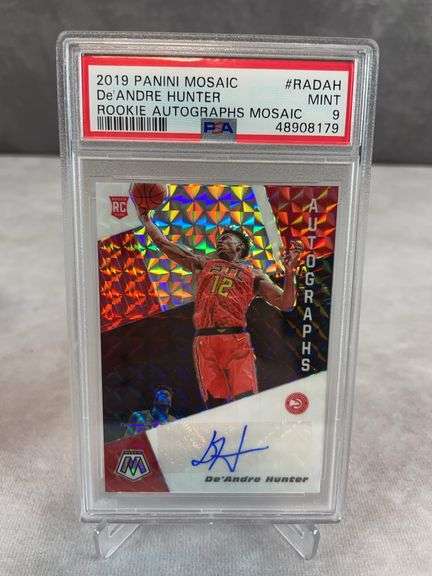 2019 PANINI MOSAIC #RADAH
De'ANDRE HUNTER MINT
ROOKIE AUTOGRAPHS MOSAIC 9
PSA 48908179
RC
AUTOGRAPHS
ATL
12
De'Andre Hunter